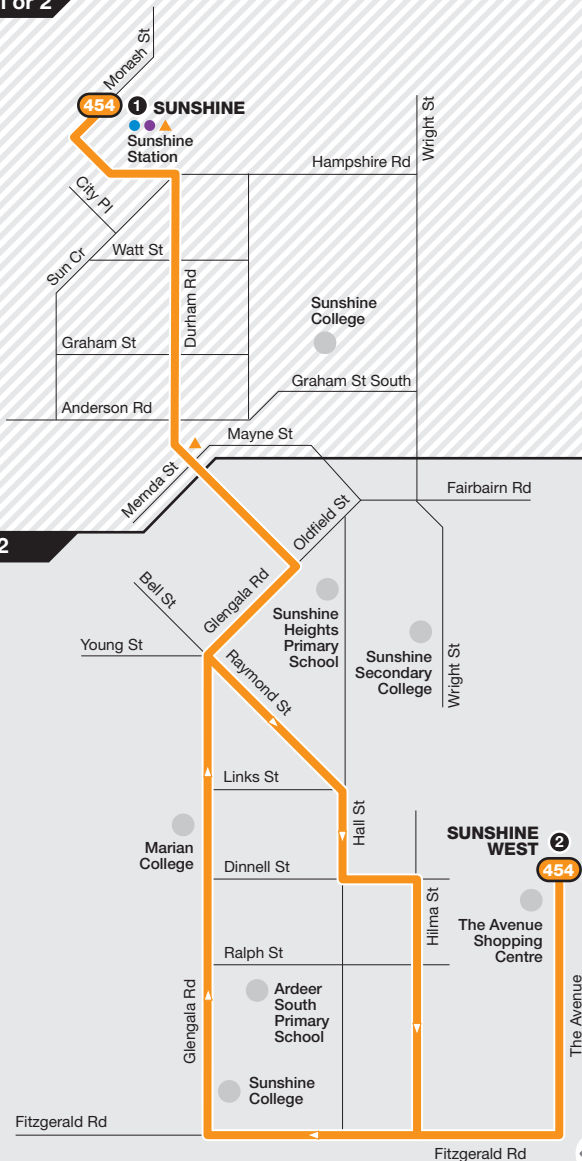 1 or 2
Monash St
454
1 SUNSHINE
Sunshine
Station
Wright St
Hampshire Rd
City Pl
Sun Cr
Watt St
Durham Rd
Sunshine
College
Graham St
Graham St South
Anderson Rd
Mayne St
Mernda St
Fairbairn Rd
Oldfield St
2
Bell St
Glengala Rd
Sunshine
Heights
Primary
School
Young St
Raymond St
Sunshine
Secondary
College
Wright St
Links St
Hall St
Marian
College
SUNSHINE
WEST 2
454
Dinnell St
Hilma St
The Avenue
Shopping
Centre
Ralph St
Glengala Rd
Ardeer
South
Primary
School
The Avenue
Sunshine
College
Fitzgerald Rd
Fitzgerald Rd